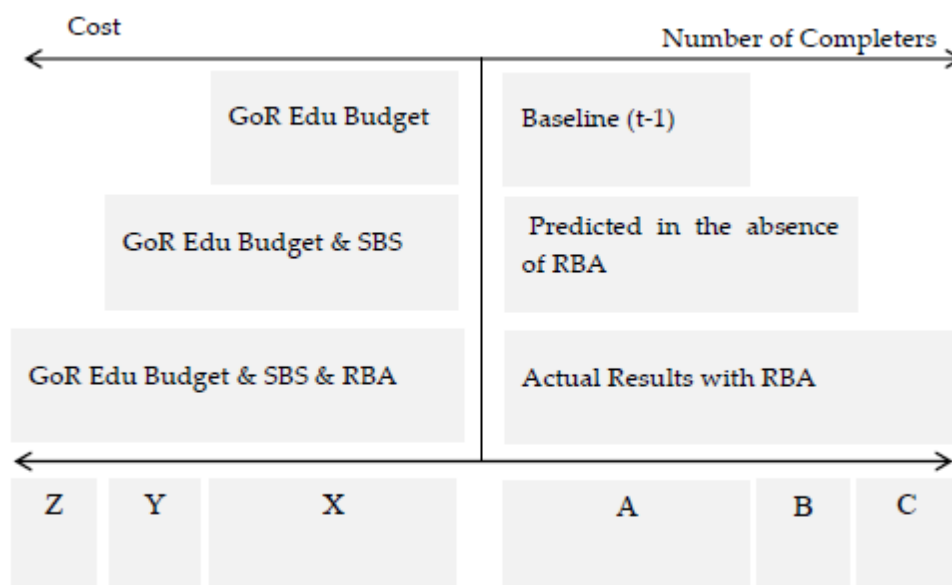 Cost
Number of Completers
GoR Edu Budget
Baseline (t-1)
GoR Edu Budget & SBS
Predicted in the absence
of RBA
GoR Edu Budget & SBS & RBA
Actual Results with RBA
Z
Y
X
A
B
C